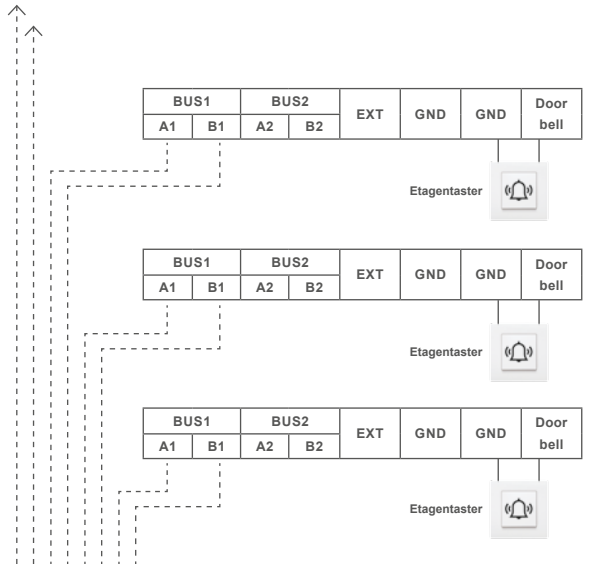 BUS1 BUS2 EXT GND GND Door bell
A1 B1 A2 B2
Etagentaster
BUS1 BUS2 EXT GND GND Door bell
A1 B1 A2 B2
Etagentaster
BUS1 BUS2 EXT GND GND Door bell
A1 B1 A2 B2
Etagentaster